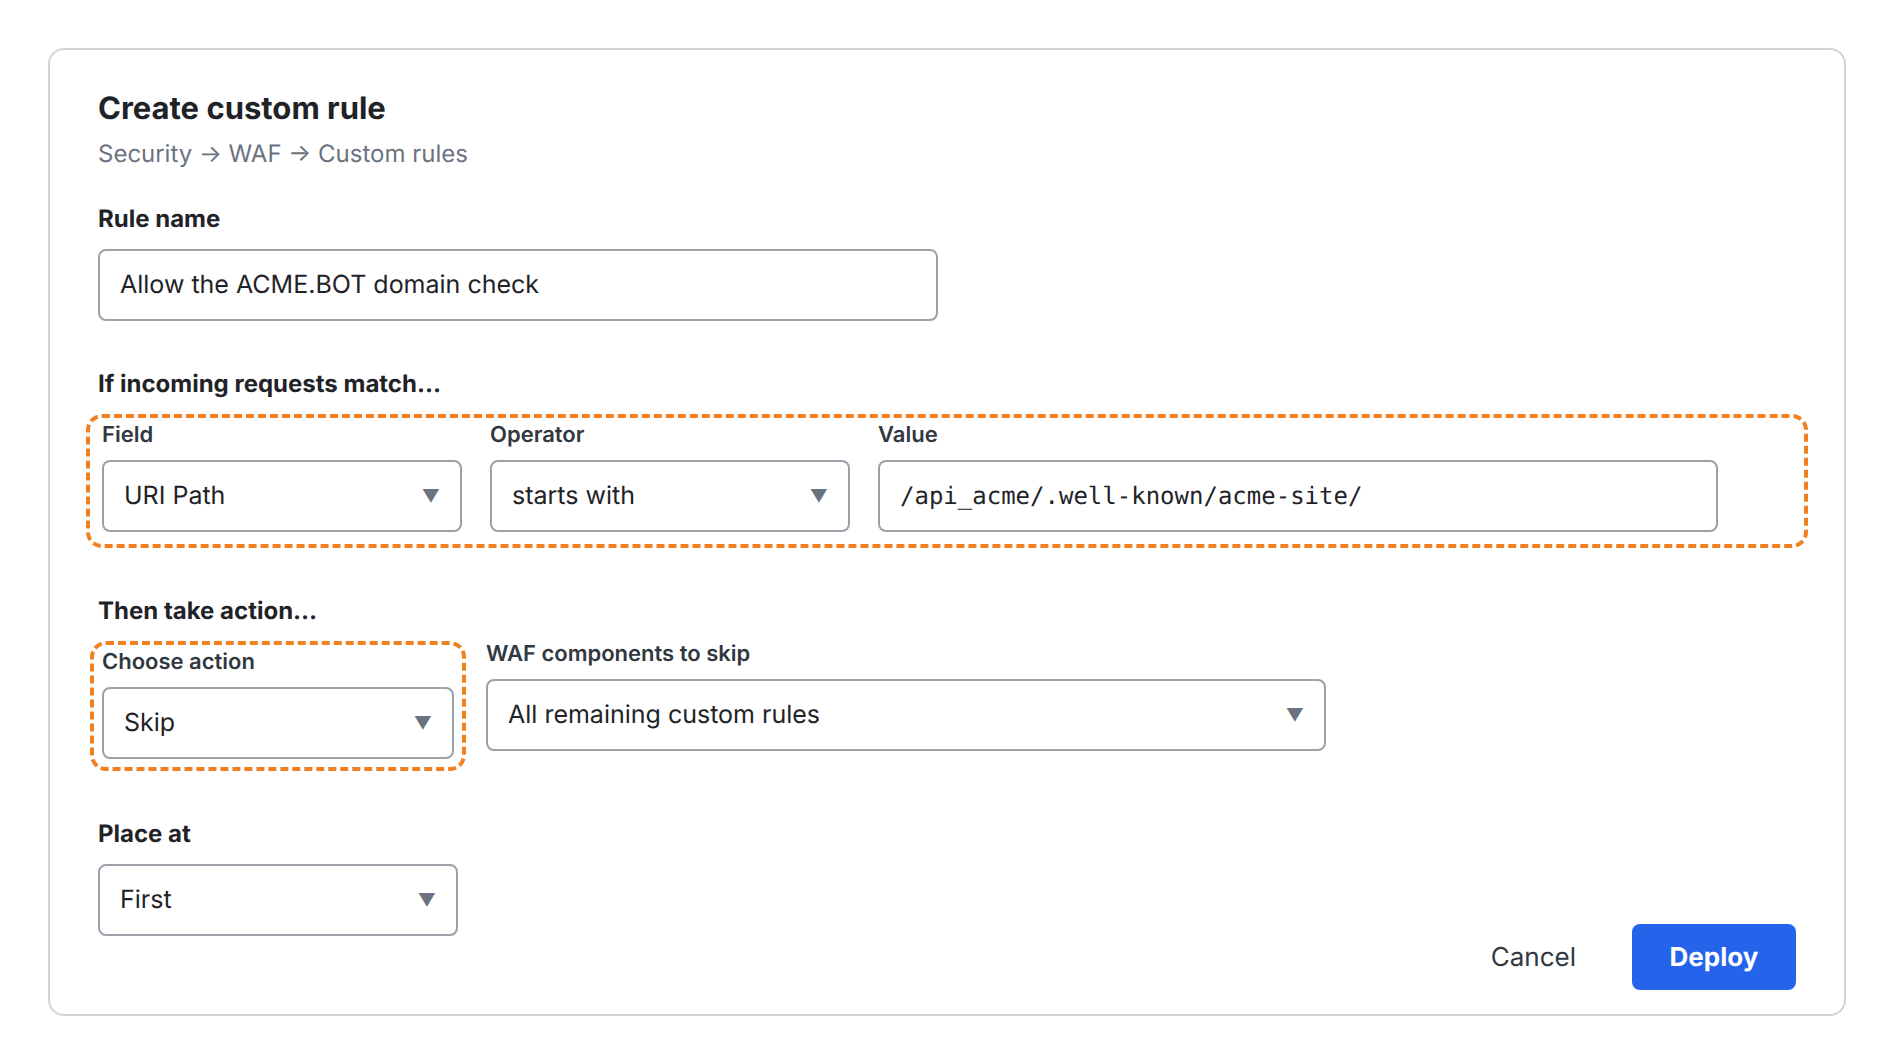 Create custom rule
Security → WAF → Custom rules
Rule name
Allow the ACME.BOT domain check
If incoming requests match...
Field Operator Value
URI Path starts with /api_acme/.well-known/acme-site/
Then take action...
Choose action WAF components to skip
Skip All remaining custom rules
Place at
First
Cancel Deploy